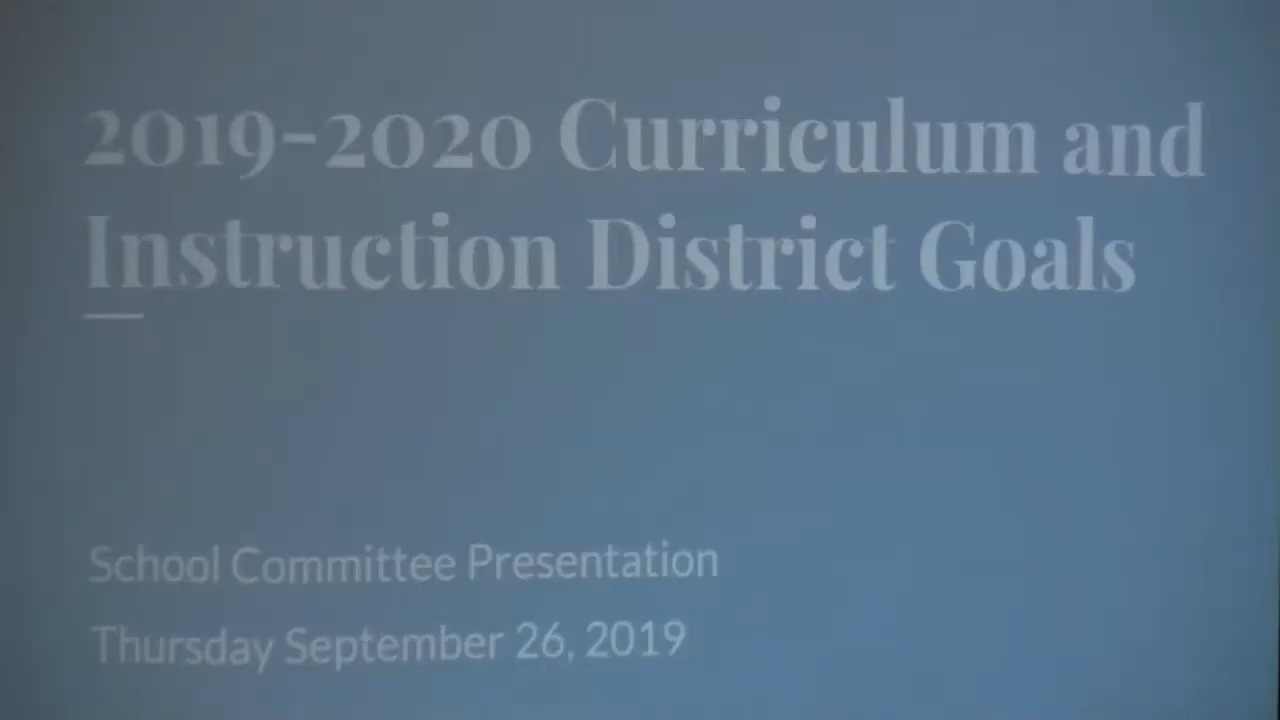 2019-2020 Curriculum and
Instruction District Goals
School Committee Presentation
Thursday September 26, 2019